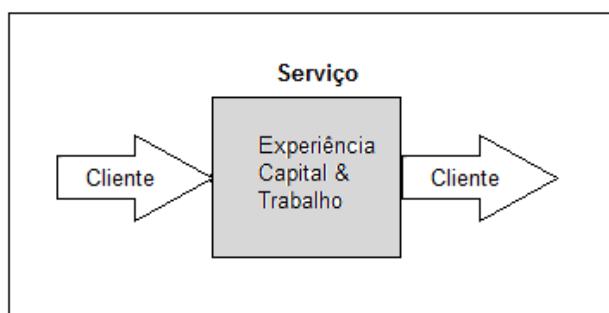 Serviço
Cliente
Experiência
Capital &
Trabalho
Cliente